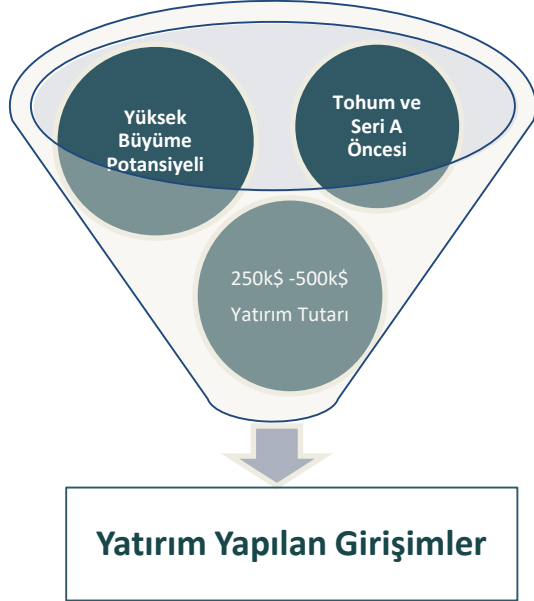 Yüksek
Büyüme
Potansiyeli
Tohum ve
Seri A
Öncesi
250k$ -500k$
Yatırım Tutarı
Yatırım Yapılan Girişimler